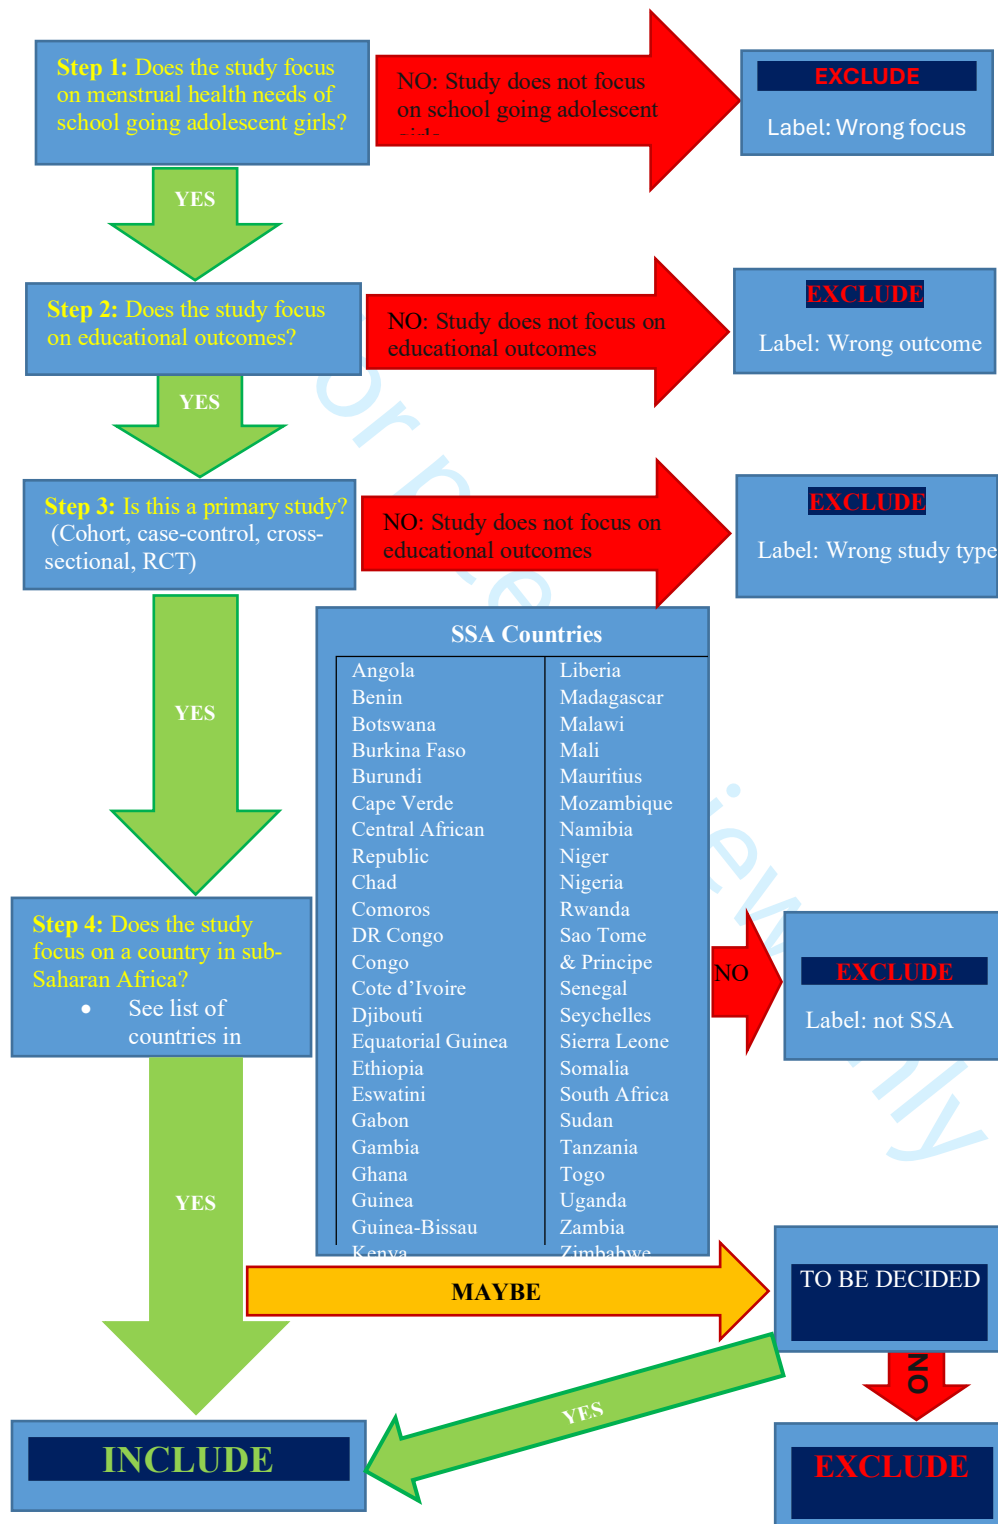 Step 1: Does the study focus
on menstrual health needs of
school going adolescent girls?
NO: Study does not focus
on school going adolescent
girls
EXCLUDE
Label: Wrong focus
YES
Step 2: Does the study focus
on educational outcomes?
NO: Study does not focus on
educational outcomes
EXCLUDE
Label: Wrong outcome
YES
Step 3: Is this a primary study?
(Cohort, case-control, cross-
sectional, RCT)
NO: Study does not focus on
educational outcomes
EXCLUDE
Label: Wrong study type
YES
SSA Countries
Angola
Benin
Botswana
Burkina Faso
Burundi
Cape Verde
Central African
Republic
Chad
Comoros
DR Congo
Congo
Cote d’Ivoire
Djibouti
Equatorial Guinea
Ethiopia
Eswatini
Gabon
Gambia
Ghana
Guinea
Guinea-Bissau
Kenya
Liberia
Madagascar
Malawi
Mali
Mauritius
Mozambique
Namibia
Niger
Nigeria
Rwanda
Sao Tome
& Principe
Senegal
Seychelles
Sierra Leone
Somalia
South Africa
Sudan
Tanzania
Togo
Uganda
Zambia
Zimbabwe
Step 4: Does the study
focus on a country in sub-
Saharan Africa?
• See list of
countries in
NO
EXCLUDE
Label: not SSA
YES
MAYBE
TO BE DECIDED
YES
NO
INCLUDE
EXCLUDE